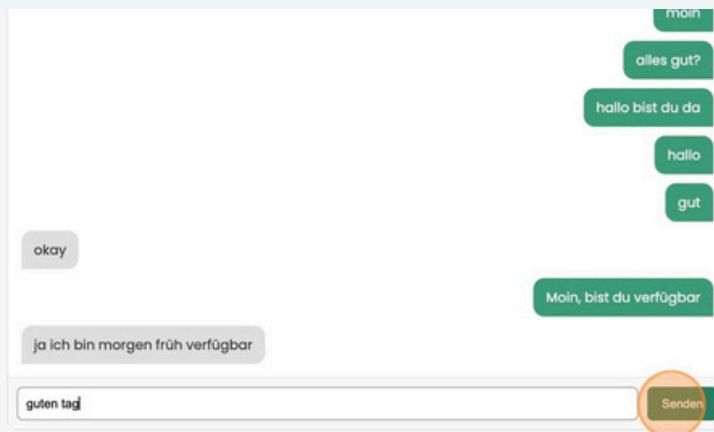 moin
alles gut?
hallo bist du da
hallo
gut
okay
Moin, bist du verfügbar
ja ich bin morgen früh verfügbar
guten tag
Senden